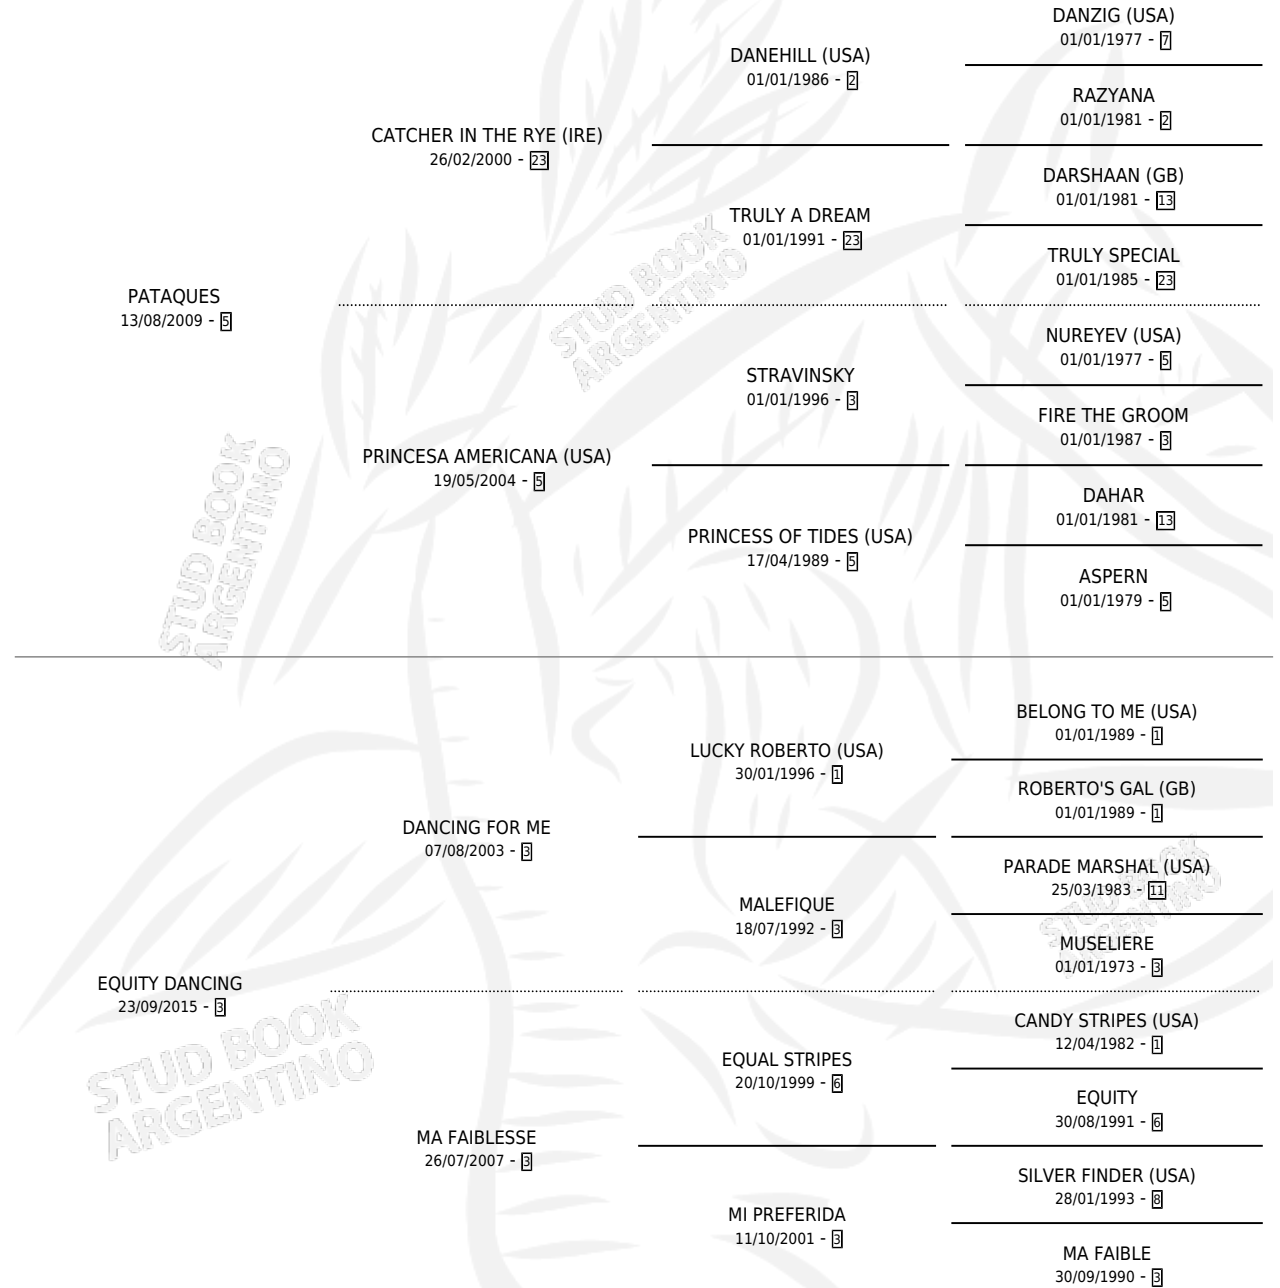 DANZIG (USA)
01/01/1977 - 7
DANEHILL (USA)
01/01/1986 - 2
RAZYANA
01/01/1981 - 2
CATCHER IN THE RYE (IRE)
26/02/2000 - 23
DARSHAAN (GB)
01/01/1981 - 13
TRULY A DREAM
01/01/1991 - 23
TRULY SPECIAL
01/01/1985 - 23
PATAQUES
13/08/2009 - 5
STUD BOOK
ARGENTINO
NUREYEV (USA)
01/01/1977 - 5
STRAVINSKY
01/01/1996 - 3
FIRE THE GROOM
01/01/1987 - 3
PRINCESA AMERICANA (USA)
19/05/2004 - 5
DAHAR
01/01/1981 - 13
PRINCESS OF TIDES (USA)
17/04/1989 - 5
ASPERN
01/01/1979 - 5
STUD BOOK
ARGENTINO
BELONG TO ME (USA)
01/01/1989 - 1
LUCKY ROBERTO (USA)
30/01/1996 - 1
ROBERTO'S GAL (GB)
01/01/1989 - 1
DANCING FOR ME
07/08/2003 - 3
PARADE MARSHAL (USA)
25/03/1983 - 11
STUD BOOK
ARGENTINO
MALEFIQUE
18/07/1992 - 3
MUSELIERE
01/01/1973 - 3
EQUITY DANCING
23/09/2015 - 3
STUD BOOK
ARGENTINO
CANDY STRIPES (USA)
12/04/1982 - 1
EQUAL STRIPES
20/10/1999 - 6
EQUITY
30/08/1991 - 6
MA FAIBLESSE
26/07/2007 - 3
SILVER FINDER (USA)
28/01/1993 - 8
MI PREFERIDA
11/10/2001 - 3
MA FAIBLE
30/09/1990 - 3